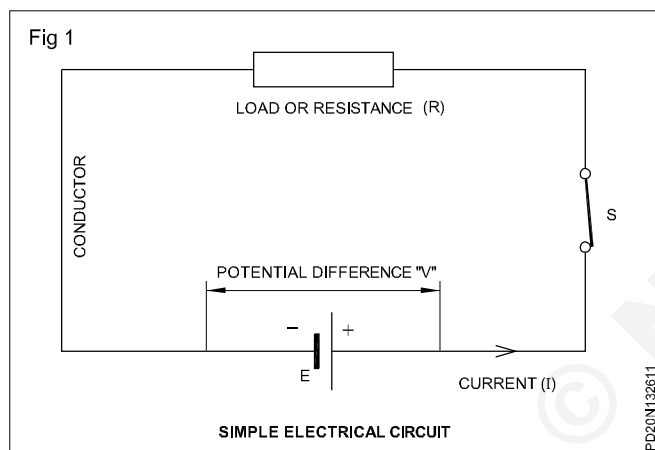 Fig 1
LOAD OR RESISTANCE (R)
CONDUCTOR
S
POTENTIAL DIFFERENCE "V"
– +
E
CURRENT (I)
SIMPLE ELECTRICAL CIRCUIT
PD20N132611
©